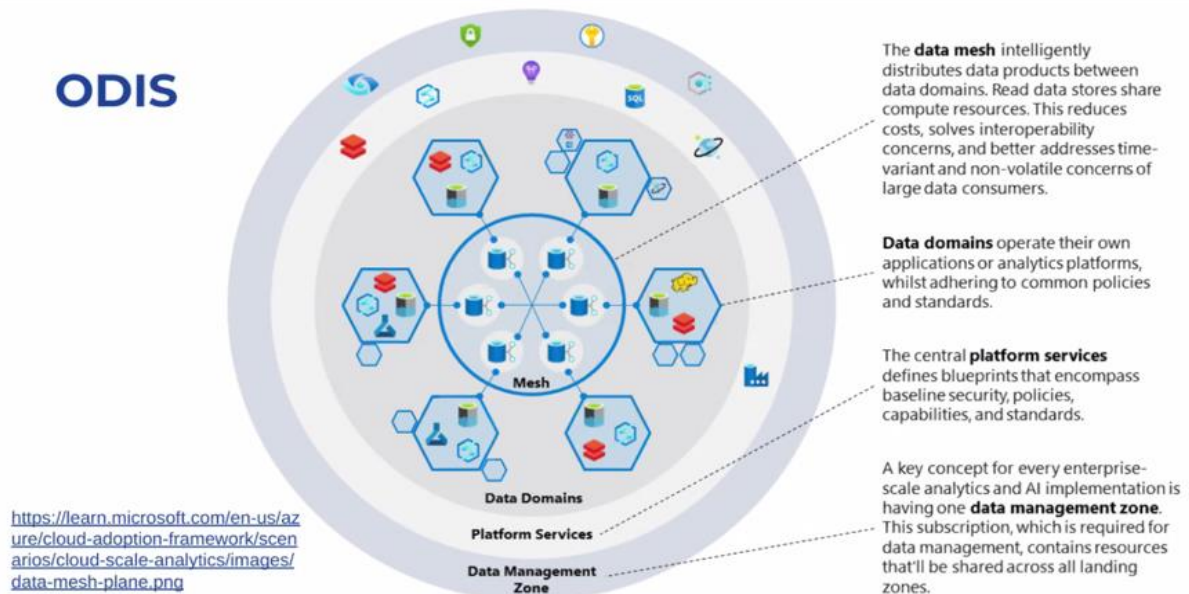 ODIS
SQL
Mesh
Data Domains
Platform Services
Data Management
Zone
The data mesh intelligently
distributes data products between
data domains. Read data stores share
compute resources. This reduces
costs, solves interoperability
concerns, and better addresses time-
variant and non-volatile concerns of
large data consumers.
Data domains operate their own
applications or analytics platforms,
whilst adhering to common policies
and standards.
The central platform services
defines blueprints that encompass
baseline security, policies,
capabilities, and standards.
A key concept for every enterprise-
scale analytics and AI implementation is
having one data management zone.
This subscription, which is required for
data management, contains resources
that'll be shared across all landing
zones.
https://learn.microsoft.com/en-us/az
ure/cloud-adoption-framework/scen
arios/cloud-scale-analytics/images/
data-mesh-plane.png